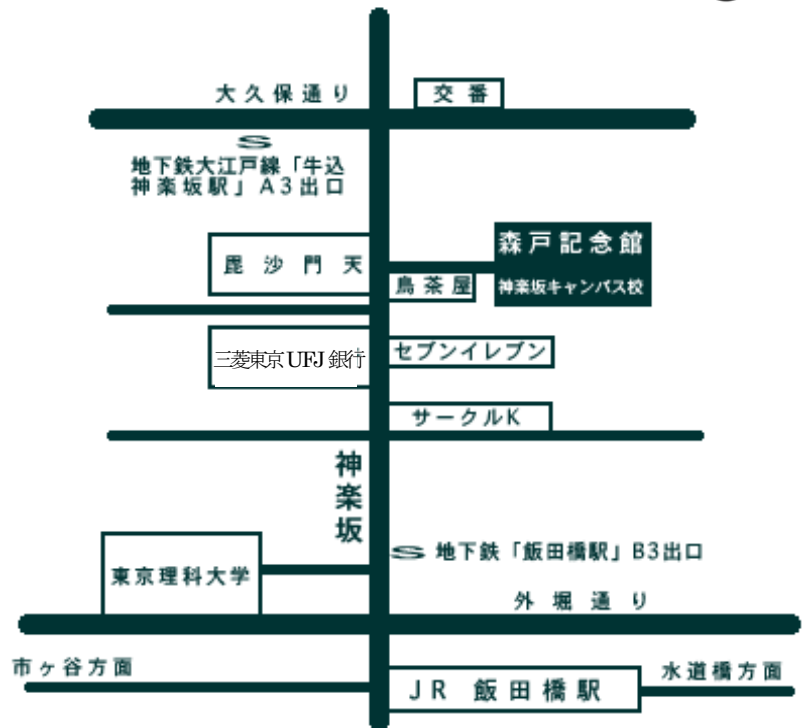 大久保通り
交番
地下鉄大江戸線「牛込
神楽坂駅」A3出口
森戸記念館
神楽坂キャンパス校
毘沙門天
鳥茶屋
三菱東京UFJ銀行
セブンイレブン
サークルK
神楽坂
地下鉄「飯田橋駅」B3出口
東京理科大学
外堀通り
市ヶ谷方面
JR 飯田橋駅
水道橋方面